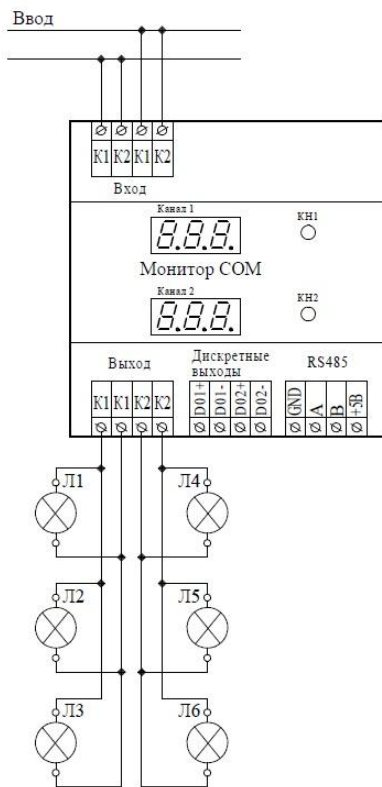 Ввод
К1 К2 К1 К2
Вход
Канал 1
8.8.8.
КН1
Монитор СОМ
Канал 2
8.8.8.
КН2
Выход
Дискретные
выходы
RS485
К1 К1 К2 К2
D01+ D01- D02+ D02-
GND A B +5В
Л1 Л4
Л2 Л5
Л3 Л6